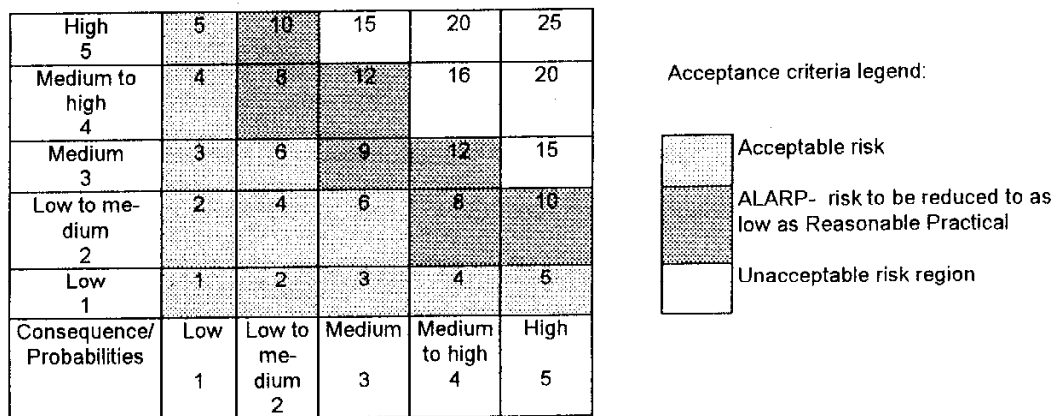 High 5 10 15 20 25
5
Medium to 4 8 12 16 20
high
4
Medium 3 6 9 12 15
3
Low to me- 2 4 6 8 10
dium
2
Low 1 2 3 4 5
1
Consequence/ Low Low to Medium Medium High
Probabilities me- to high
1 dium 3 4 5
2
Acceptance criteria legend:
Acceptable risk
ALARP- risk to be reduced to as
low as Reasonable Practical
Unacceptable risk region